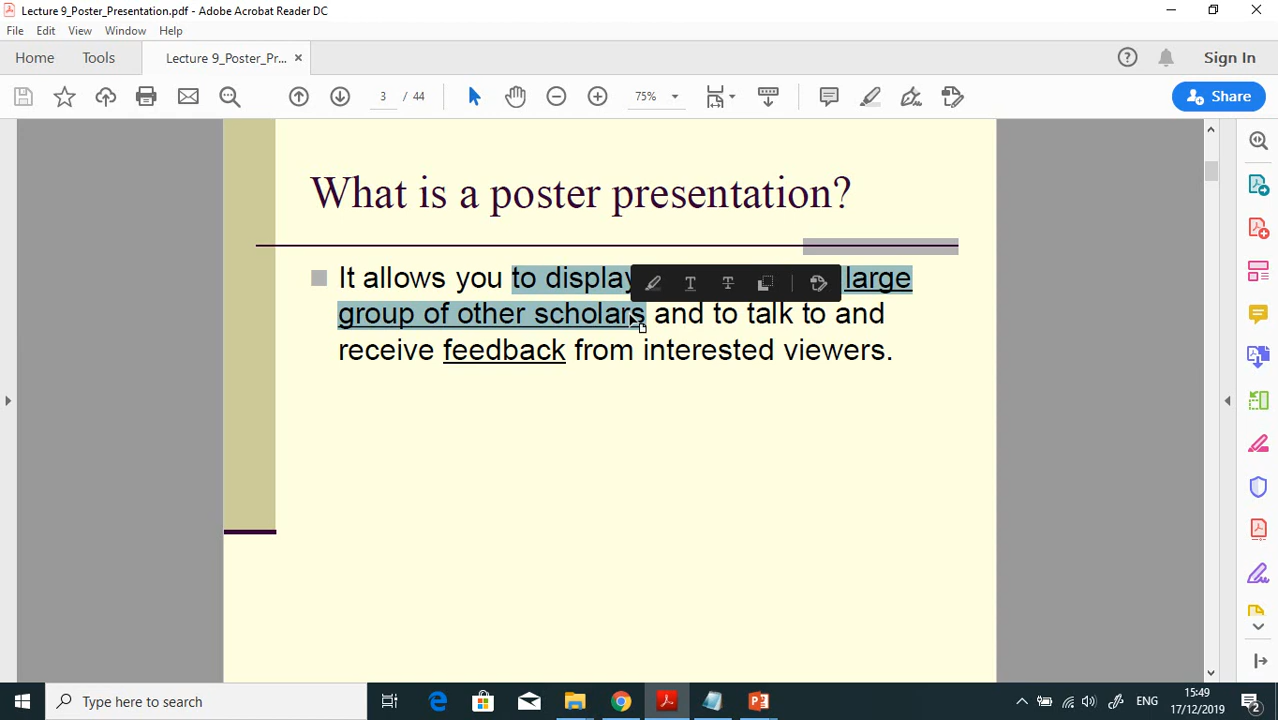 Lecture 9_Poster_Presentation.pdf - Adobe Acrobat Reader DC
File Edit View Window Help
Home Tools Lecture 9_Poster_Pr... × Sign In
3 / 44 75% Share
What is a poster presentation?
It allows you to display large
group of other scholars and to talk to and
receive feedback from interested viewers.
Type here to search
ENG
15:49
17/12/2019
2